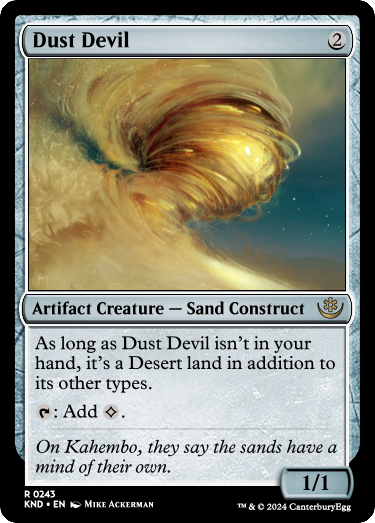 Dust Devil 2
Artifact Creature — Sand Construct
As long as Dust Devil isn't in your
hand, it's a Desert land in addition to
its other types.
: Add .
On Kahembo, they say the sands have a
mind of their own.
1/1
R 0243
KND • EN MIKE ACKERMAN
™ & © 2024 CanterburyEgg